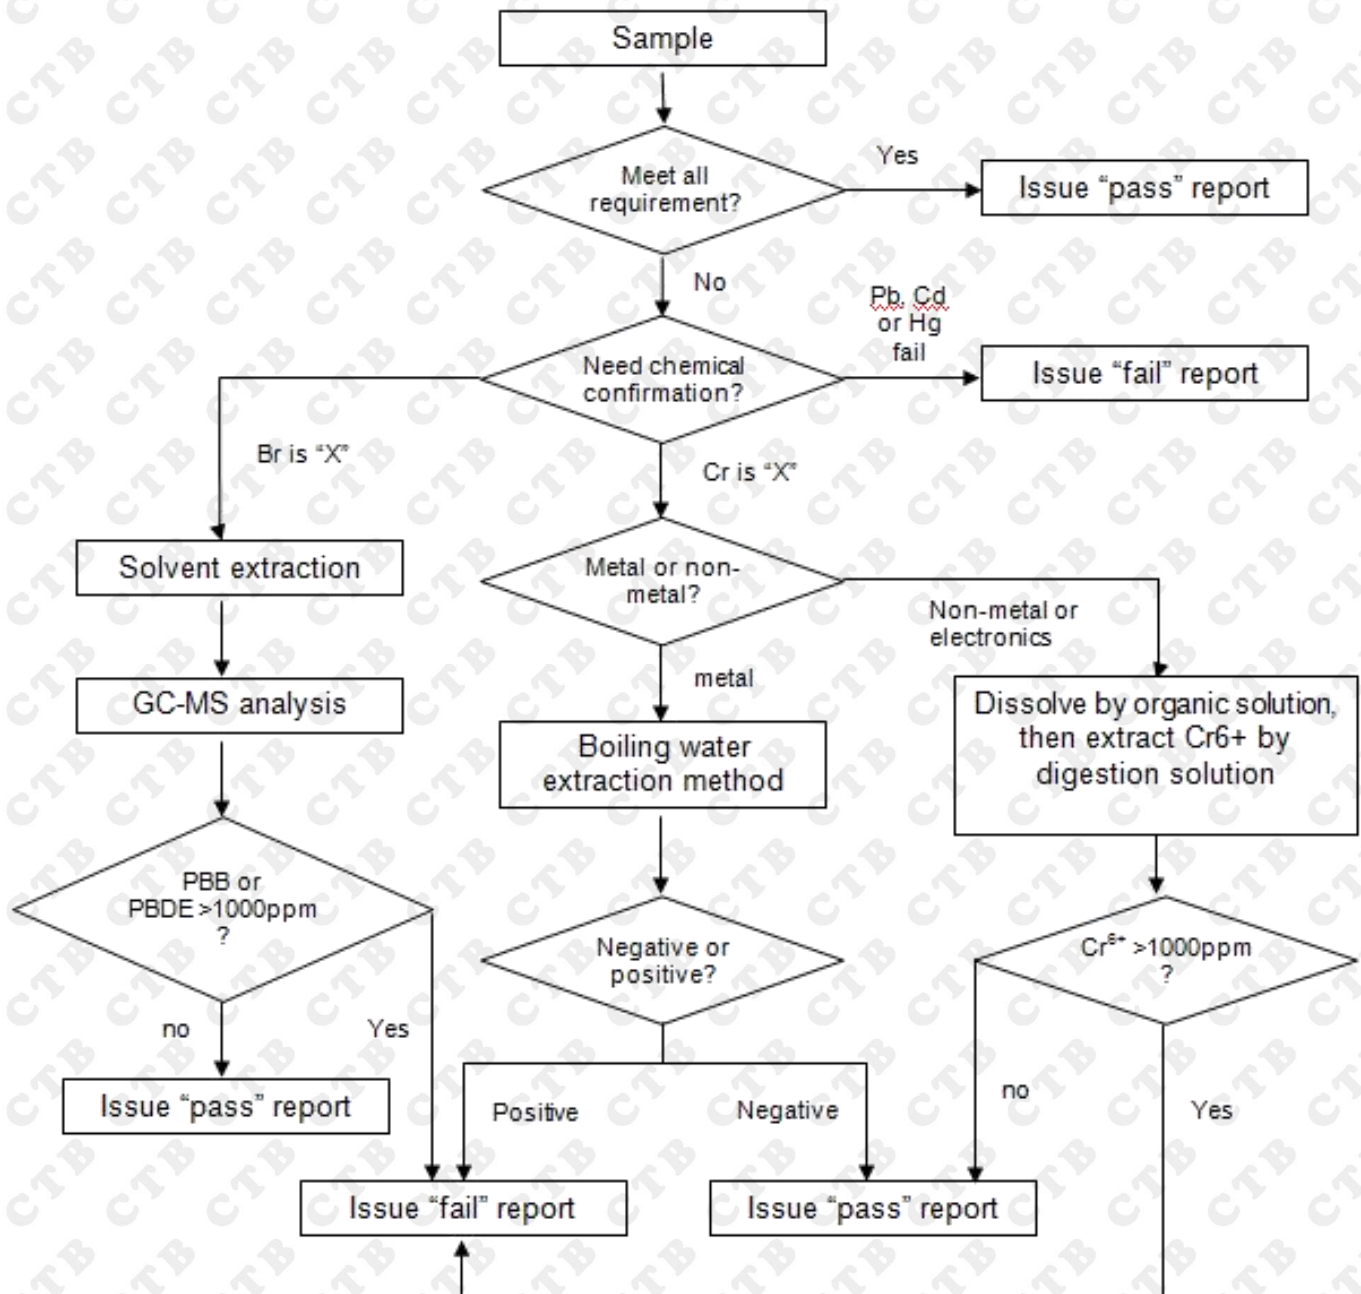 Sample
Meet all
requirement?
Yes
Issue “pass” report
No
Need chemical
confirmation?
Pb, Cd
or Hg
fail
Issue “fail” report
Br is “X”
Cr is “X”
Solvent extraction
Metal or non-
metal?
Non-metal or
electronics
GC-MS analysis
metal
Boiling water
extraction method
Dissolve by organic solution,
then extract Cr6+ by
digestion solution
PBB or
PBDE >1000ppm
?
Negative or
positive?
Cr⁶⁺ >1000ppm
?
no
Yes
Issue “pass” report
Positive
Negative
no
Yes
Issue “fail” report
Issue “pass” report
CTB